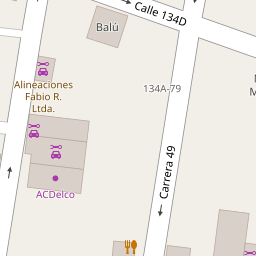 Calle 134D
Balú
134A-79
Alineaciones
Fabio R.
Ltda.
Carrera 49
ACDelco